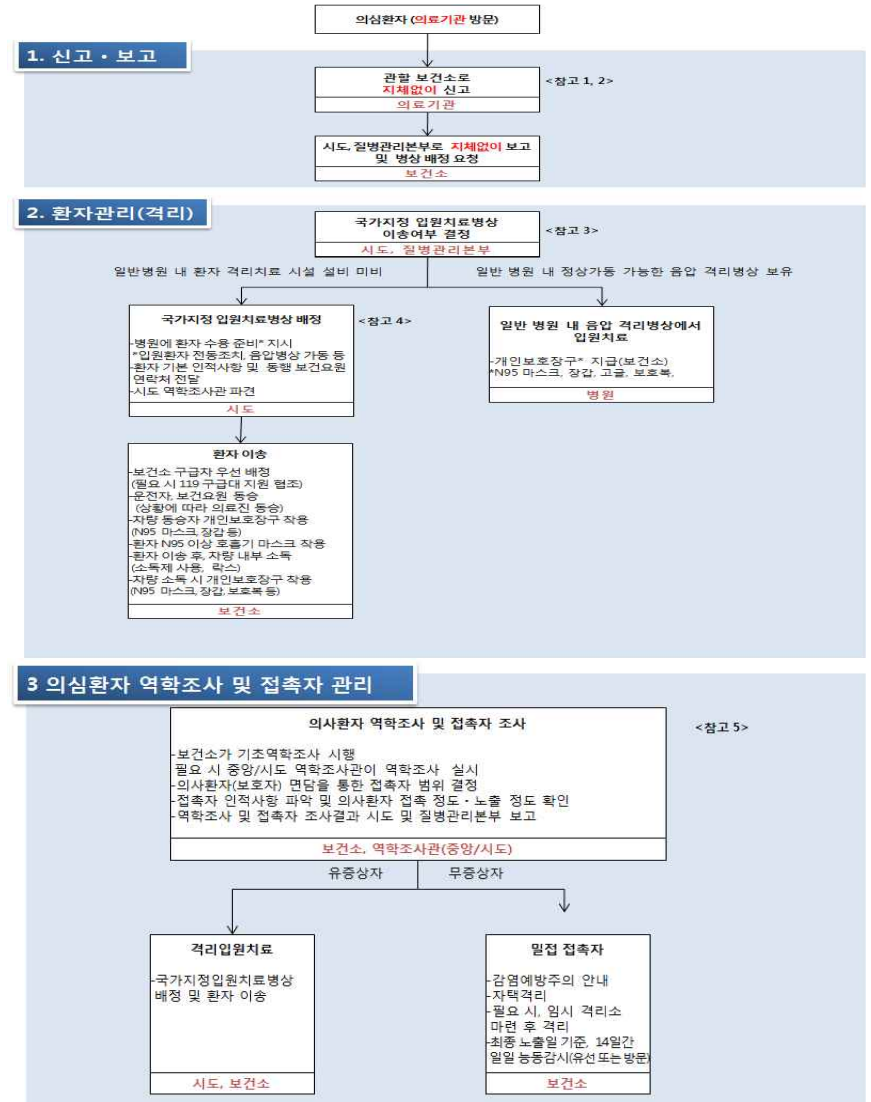 의심환자 (의료기관 방문)
1. 신고・보고
관할 보건소로
지체없이 신고
<참고 1, 2>
의료기관
시도, 질병관리본부로 지체없이 보고
및 병상 배정 요청
보건소
2. 환자관리(격리)
국가지정 입원치료병상
이송여부 결정
<참고 3>
시도, 질병관리본부
일반병원 내 환자 격리치료 시설 설비 미비
일반 병원 내 정상가동 가능한 음압 격리병상 보유
국가지정 입원치료병상 배정
<참고 4>
-병원에 환자 수용 준비* 지시
*입원환자 전동조치, 음압병상 가동 등
-환자 기본 인적사항 및 동행 보건요원
연락처 전달
-시도 역학조사관 파견
시도
일반 병원 내 음압 격리병상에서
입원치료
-개인보호장구* 지급(보건소)
*N95 마스크, 장갑, 고글, 보호복,
병원
환자 이송
-보건소 구급차 우선 배정
(필요 시 119 구급대 지원 협조)
-운전자, 보건요원 동승
(상황에 따라 의료진 동승)
-차량 동승자 개인보호장구 착용
(N95 마스크, 장갑 등)
-환자 N95 이상 호흡기 마스크 착용
-환자 이송 후, 차량 내부 소독
(소독제 사용, 락스)
-차량 소독 시 개인보호장구 착용
(N95 마스크, 장갑, 보호복 등)
보건소
3 의심환자 역학조사 및 접촉자 관리
의사환자 역학조사 및 접촉자 조사
<참고 5>
-보건소가 기초역학조사 시행
필요 시 중앙/시도 역학조사관이 역학조사 실시
-의사환자(보호자) 면담을 통한 접촉자 범위 결정
-접촉자 인적사항 파악 및 의사환자 접촉 정도・노출 정도 확인
-역학조사 및 접촉자 조사결과 시도 및 질병관리본부 보고
보건소, 역학조사관(중앙/시도)
유증상자
무증상자
격리입원치료
-국가지정입원치료병상
배정 및 환자 이송
시도, 보건소
밀접 접촉자
-감염예방주의 안내
-자택격리
-필요 시, 임시 격리소
마련 후 격리
-최종 노출일 기준, 14일간
일일 능동감시(유선 또는 방문)
보건소